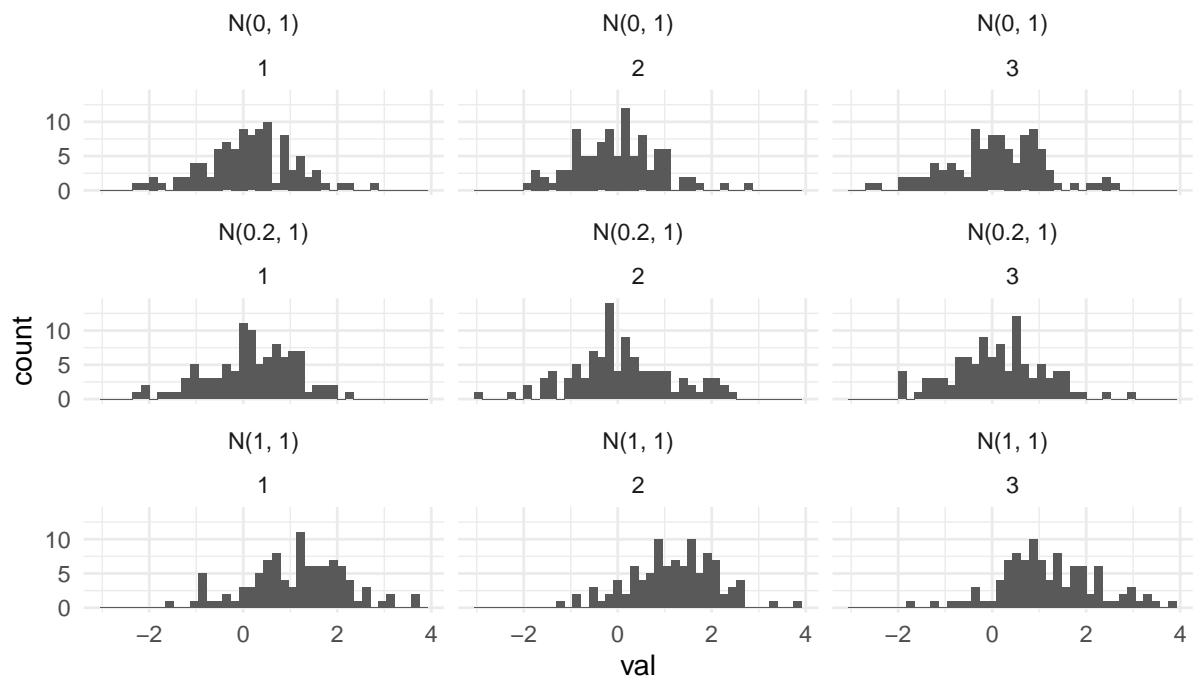 N(0, 1) N(0, 1) N(0, 1)
1 2 3
10
5
0
N(0.2, 1) N(0.2, 1) N(0.2, 1)
1 2 3
10
5
0
count
N(1, 1) N(1, 1) N(1, 1)
1 2 3
10
5
0
−2 0 2 4 −2 0 2 4 −2 0 2 4
val